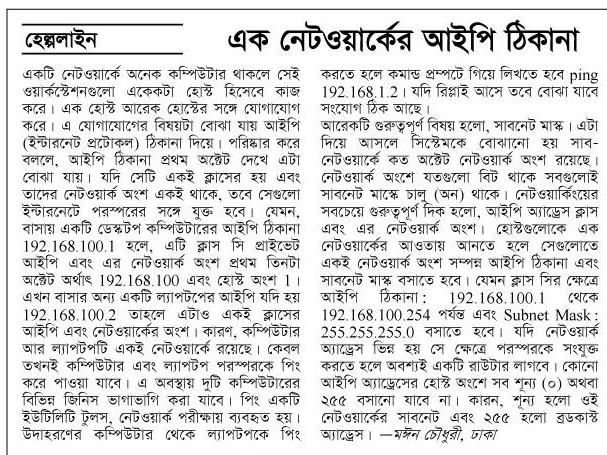 হেল্পলাইন
এক নেটওয়ার্কের আইপি ঠিকানা
একটি নেটওয়ার্কে অনেক কম্পিউটার থাকলে সেই
ওয়ার্কস্টেশনগুলো একেকটা হোস্ট হিসেবে কাজ
করে। এক হোস্ট আরেক হোস্টের সঙ্গে যোগাযোগ
করে। এ যোগাযোগের বিষয়টা বোঝা যায় আইপি
(ইন্টারনেট প্রটোকল) ঠিকানা দিয়ে। পরিষ্কার করে
বললে, আইপি ঠিকানা প্রথম অক্টেট দেখে এটা
বোঝা যায়। যদি সেটি একই ক্লাসের হয় এবং
তাদের নেটওয়ার্ক অংশ একই থাকে, তবে সেগুলো
ইন্টারনেটে পরস্পরের সঙ্গে যুক্ত হবে। যেমন,
বাসায় একটি ডেস্কটপ কম্পিউটারের আইপি ঠিকানা
192.168.100.1 হলে, এটি ক্লাস সি প্রাইভেট
আইপি এবং এর নেটওয়ার্ক অংশ প্রথম তিনটা
অক্টেট অর্থাৎ 192.168.100 এবং হোস্ট অংশ 1।
এখন বাসার অন্য একটি ল্যাপটপের আইপি যদি হয়
192.168.100.2 তাহলে এটাও একই ক্লাসের
আইপি এবং নেটওয়ার্কের অংশ। কারণ, কম্পিউটার
আর ল্যাপটপটি একই নেটওয়ার্কে রয়েছে। কেবল
তখনই কম্পিউটার এবং ল্যাপটপ পরস্পরকে পিং
করে পাওয়া যাবে। এ অবস্থায় দুটি কম্পিউটারের
বিভিন্ন জিনিস ভাগাভাগি করা যাবে। পিং একটি
ইউটিলিটি টুলস, নেটওয়ার্ক পরীক্ষায় ব্যবহৃত হয়।
উদাহরণের কম্পিউটার থেকে ল্যাপটপকে পিং
করতে হলে কমান্ড প্রম্পটে গিয়ে লিখতে হবে ping
192.168.1.2। যদি রিপ্লাই আসে তবে বোঝা যাবে
সংযোগ ঠিক আছে।
আরেকটি গুরুত্বপূর্ণ বিষয় হলো, সাবনেট মাস্ক। এটা
দিয়ে আসলে সিস্টেমকে বোঝানো হয় সাব-
নেটওয়ার্কে কত অক্টেট নেটওয়ার্ক অংশ রয়েছে।
নেটওয়ার্ক অংশে যতগুলো বিট থাকে সবগুলোই
সাবনেট মাস্কে চালু (অন) থাকে। নেটওয়ার্কিংয়ের
সবচেয়ে গুরুত্বপূর্ণ দিক হলো, আইপি অ্যাড্রেস ক্লাস
এবং এর নেটওয়ার্ক অংশ। হোস্টগুলোকে এক
নেটওয়ার্কের আওতায় আনতে হলে সেগুলোতে
একই নেটওয়ার্ক অংশ সম্পন্ন আইপি ঠিকানা এবং
সাবনেট মাস্ক বসাতে হবে। যেমন ক্লাস সির ক্ষেত্রে
আইপি ঠিকানা: 192.168.100.1 থেকে
192.168.100.254 পর্যন্ত এবং Subnet Mask :
255.255.255.0 বসাতে হবে। যদি নেটওয়ার্ক
অ্যাড্রেস ভিন্ন হয় সে ক্ষেত্রে পরস্পরকে সংযুক্ত
করতে হলে অবশ্যই একটি রাউটার লাগবে। কোনো
আইপি অ্যাড্রেসের হোস্ট অংশে সব শূন্য (০) অথবা
২৫৫ বসানো যাবে না। কারন, শূন্য হলো ওই
নেটওয়ার্কের সাবনেট এবং ২৫৫ হলো ব্রডকাস্ট
অ্যাড্রেস। —মঈন চৌধুরী, ঢাকা